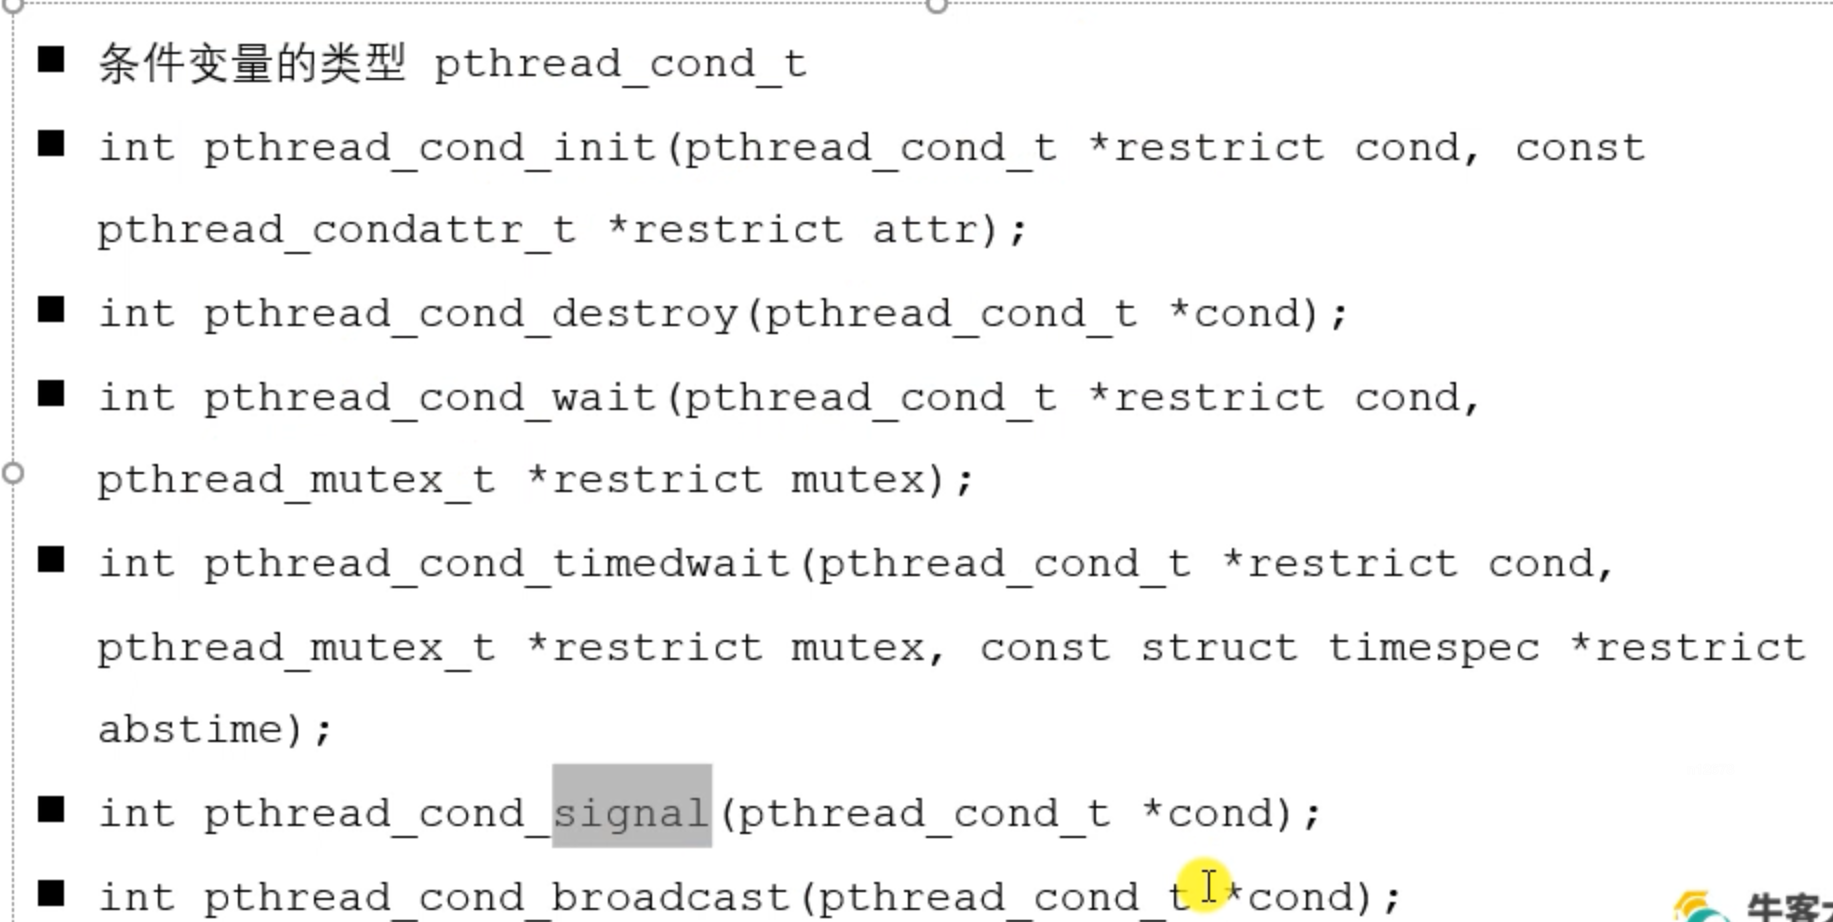 条件变量的类型 pthread_cond_t
int pthread_cond_init(pthread_cond_t *restrict cond, const
pthread_condattr_t *restrict attr);
int pthread_cond_destroy(pthread_cond_t *cond);
int pthread_cond_wait(pthread_cond_t *restrict cond,
pthread_mutex_t *restrict mutex);
int pthread_cond_timedwait(pthread_cond_t *restrict cond,
pthread_mutex_t *restrict mutex, const struct timespec *restrict
abstime);
int pthread_cond_signal(pthread_cond_t *cond);
int pthread_cond_broadcast(pthread_cond_t *cond);
牛客